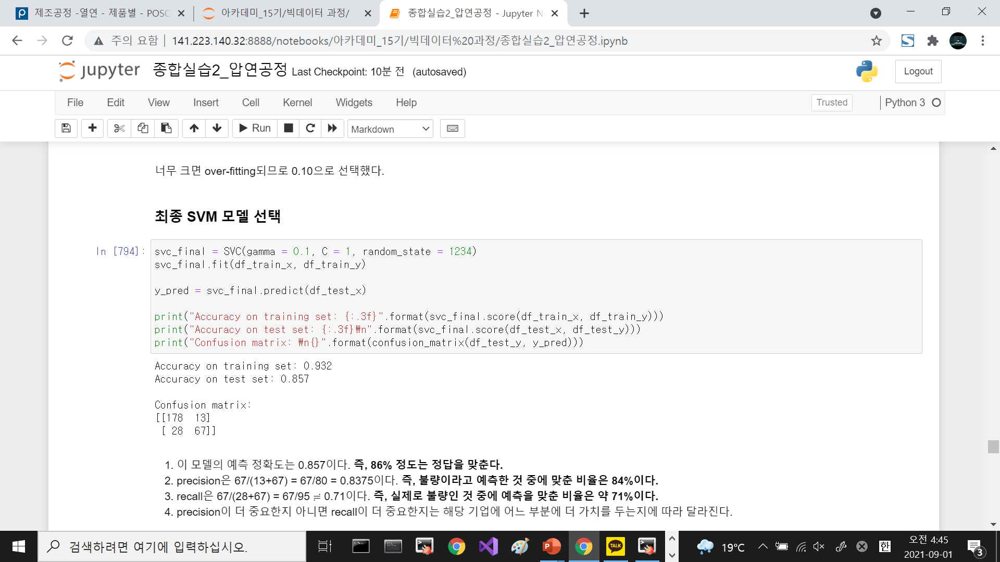 제조공정 -열연 - 제품별 - POSC
아카데미_15기/빅데이터 과정/
종합실습2_압연공정 - Jupyter N
주의 요함 | 141.223.140.32:8888/notebooks/아카데미_15기/빅데이터%20과정/종합실습2_압연공정.ipynb
jupyter 종합실습2_압연공정 Last Checkpoint: 10분 전 (autosaved)
Logout
File Edit View Insert Cell Kernel Widgets Help
Trusted
Python 3
Run
Markdown
너무 크면 over-fitting되므로 0.10으로 선택했다.
최종 SVM 모델 선택
In [794]:
svc_final = SVC(gamma = 0.1, C = 1, random_state = 1234)
svc_final.fit(df_train_x, df_train_y)
y_pred = svc_final.predict(df_test_x)
print("Accuracy on training set: {:.3f}".format(svc_final.score(df_train_x, df_train_y)))
print("Accuracy on test set: {:.3f}₩n".format(svc_final.score(df_test_x, df_test_y)))
print("Confusion matrix: ₩n{}".format(confusion_matrix(df_test_y, y_pred)))
Accuracy on training set: 0.932
Accuracy on test set: 0.857
Confusion matrix:
[[178  13]
 [ 28  67]]
1. 이 모델의 예측 정확도는 0.857이다. 즉, 86% 정도는 정답을 맞춘다.
2. precision은 67/(13+67) = 67/80 = 0.8375이다. 즉, 불량이라고 예측한 것 중에 맞춘 비율은 84%이다.
3. recall은 67/(28+67) = 67/95 ≓ 0.71이다. 즉, 실제로 불량인 것 중에 예측을 맞춘 비율은 약 71%이다.
4. precision이 더 중요한지 아니면 recall이 더 중요한지는 해당 기업에 어느 부분에 더 가치를 두는지에 따라 달라진다.
검색하려면 여기에 입력하십시오.
TALK
19°C
한
오전 4:45
2021-09-01
3